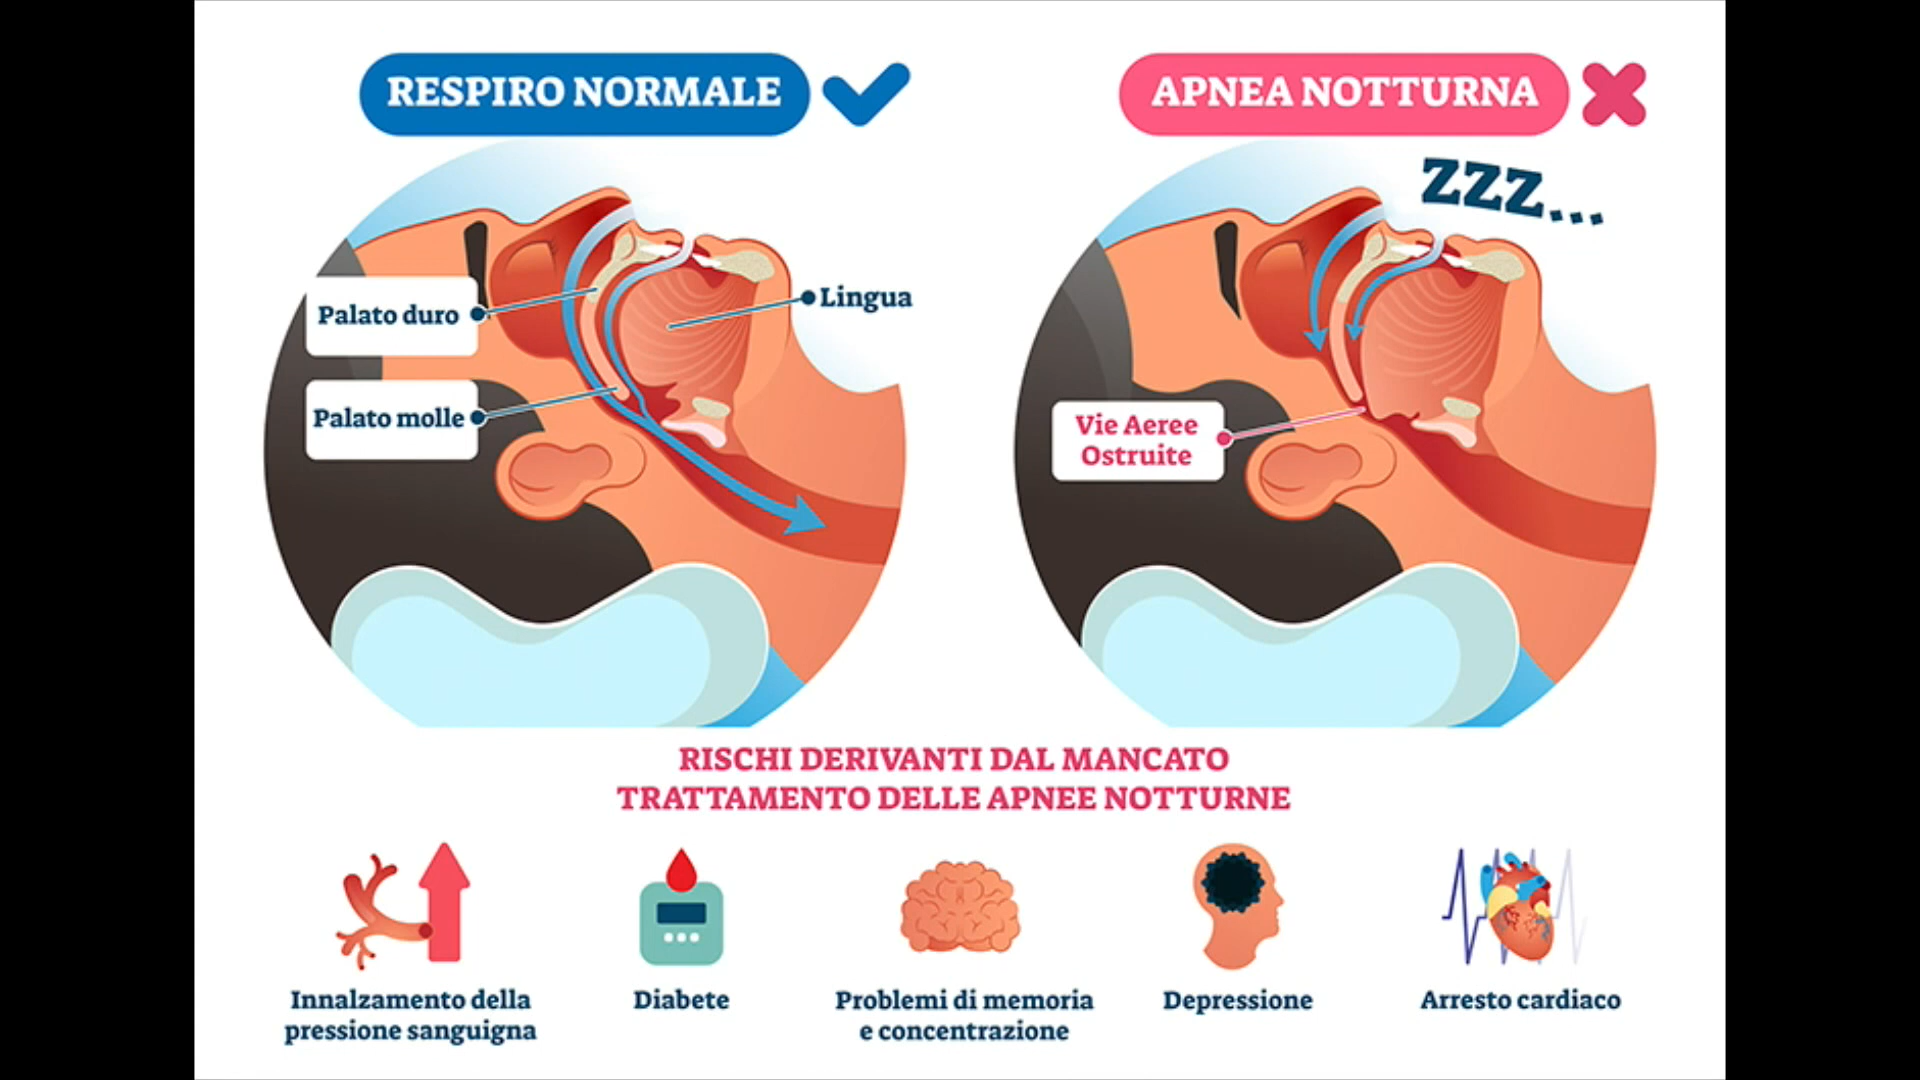 RESPIRO NORMALE
APNEA NOTTURNA
ZZZ...
Palato duro
Lingua
Palato molle
Vie Aeree
Ostruite
RISCHI DERIVANTI DAL MANCATO
TRATTAMENTO DELLE APNEE NOTTURNE
Innalzamento della
pressione sanguigna
Diabete
Problemi di memoria
e concentrazione
Depressione
Arresto cardiaco